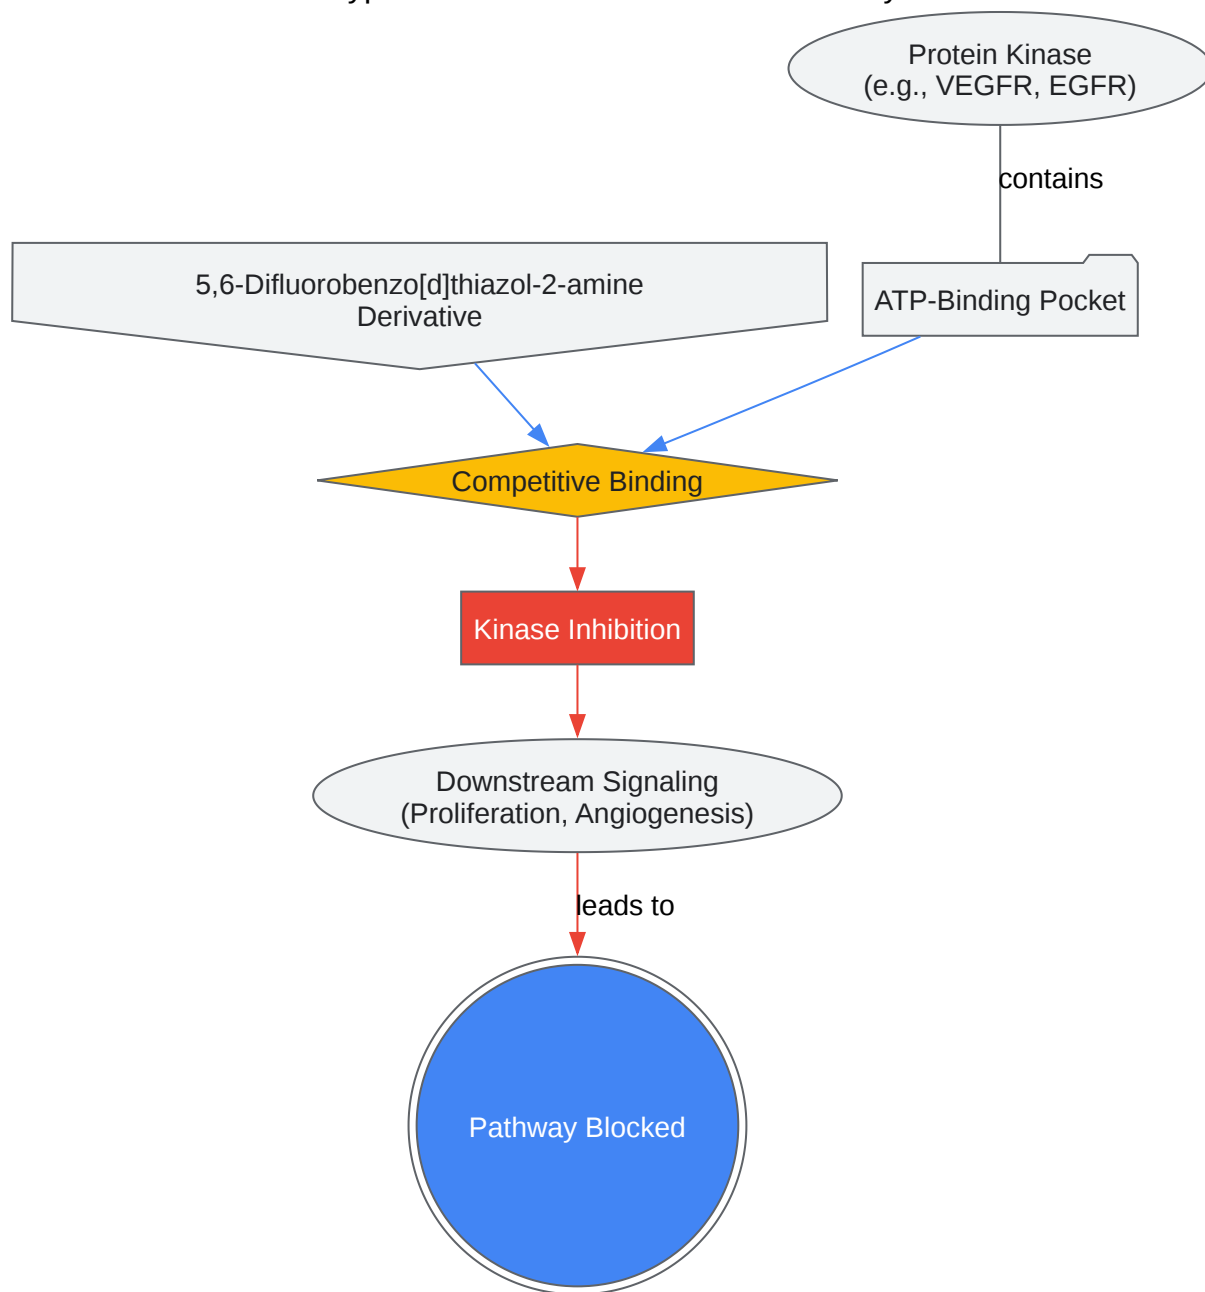 Protein Kinase
(e.g., VEGFR, EGFR)
contains
5,6-Difluorobenzo[d]thiazol-2-amine
Derivative
ATP-Binding Pocket
Competitive Binding
Kinase Inhibition
Downstream Signaling
(Proliferation, Angiogenesis)
leads to
Pathway Blocked